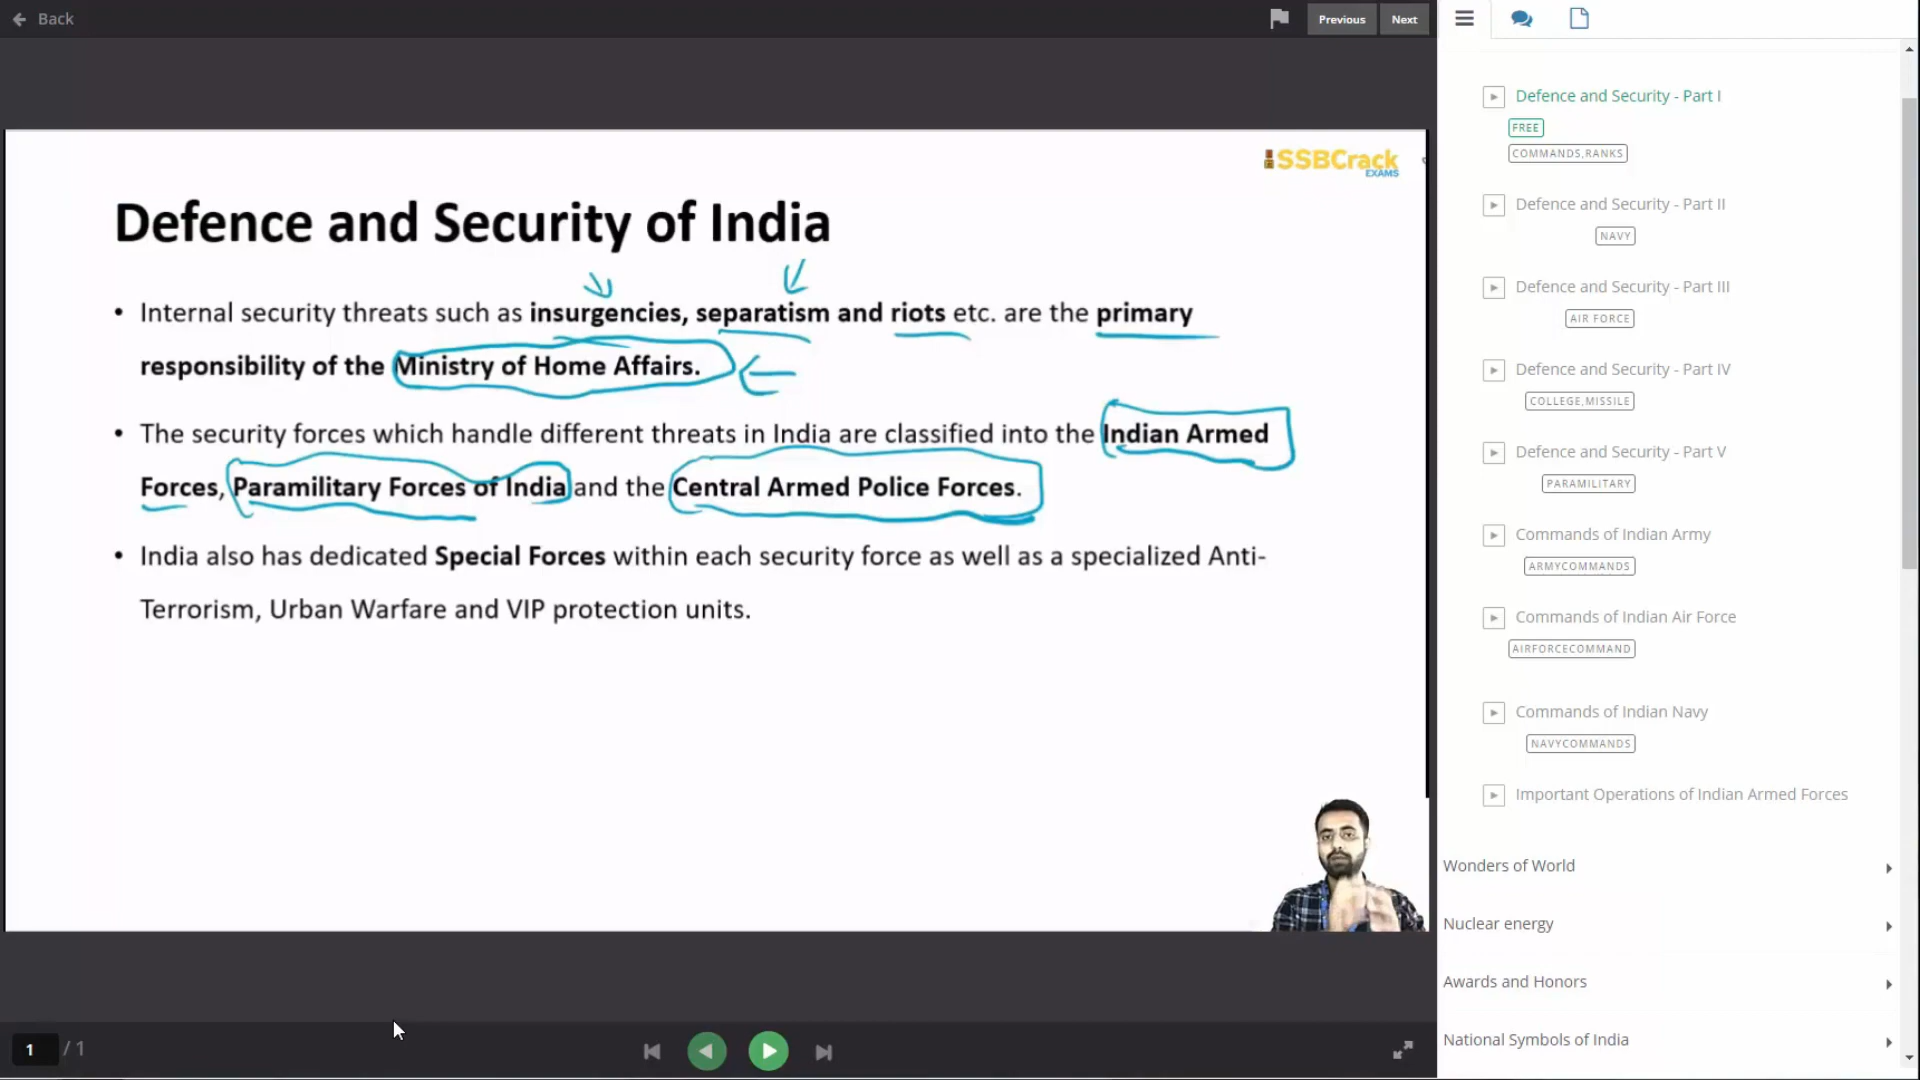 Back
Previous
Next
SSBCrack
EXAMS
Defence and Security of India
• Internal security threats such as insurgencies, separatism and riots etc. are the primary
responsibility of the Ministry of Home Affairs.
• The security forces which handle different threats in India are classified into the Indian Armed
Forces, Paramilitary Forces of India and the Central Armed Police Forces.
• India also has dedicated Special Forces within each security force as well as a specialized Anti-
Terrorism, Urban Warfare and VIP protection units.
1 / 1
Defence and Security - Part I
FREE
COMMANDS,RANKS
Defence and Security - Part II
NAVY
Defence and Security - Part III
AIR FORCE
Defence and Security - Part IV
COLLEGE,MISSILE
Defence and Security - Part V
PARAMILITARY
Commands of Indian Army
ARMYCOMMANDS
Commands of Indian Air Force
AIRFORCECOMMAND
Commands of Indian Navy
NAVYCOMMANDS
Important Operations of Indian Armed Forces
Wonders of World
Nuclear energy
Awards and Honors
National Symbols of India